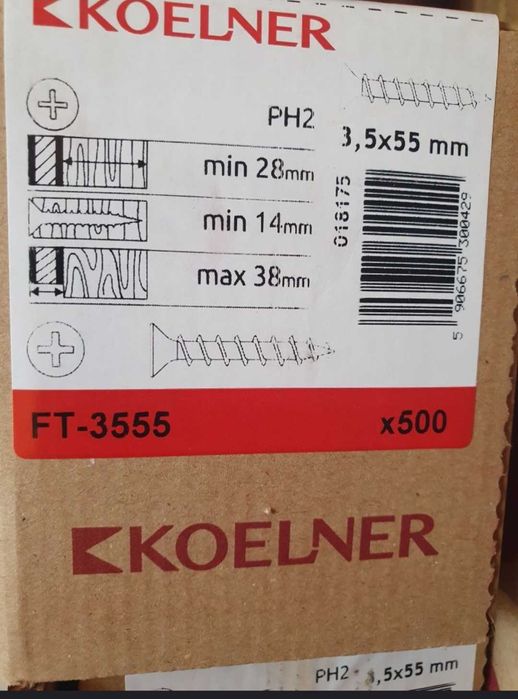 KOELNER
PH2
3,5x55 mm
min 28mm
min 14mm
max 38mm
018175
5 906675 300429
FT-3555
x500
KOELNER
PH2
,5x55 mm